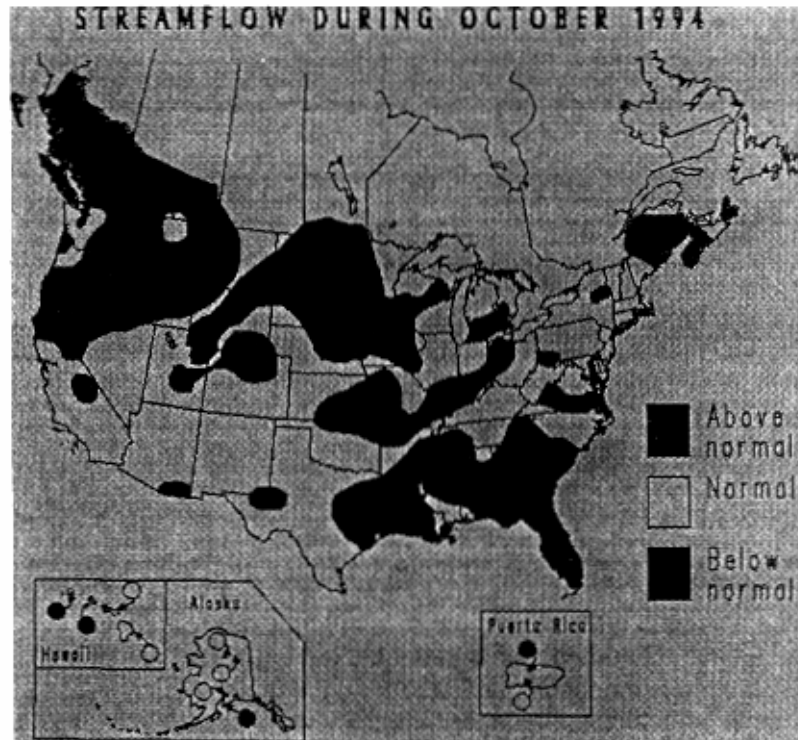 STREAMFLOW DURING OCTOBER 1994
Above
normal
Normal
Below
normal
Alaska
Hawaii
Puerto Rico